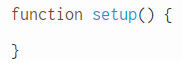 function setup() {
}